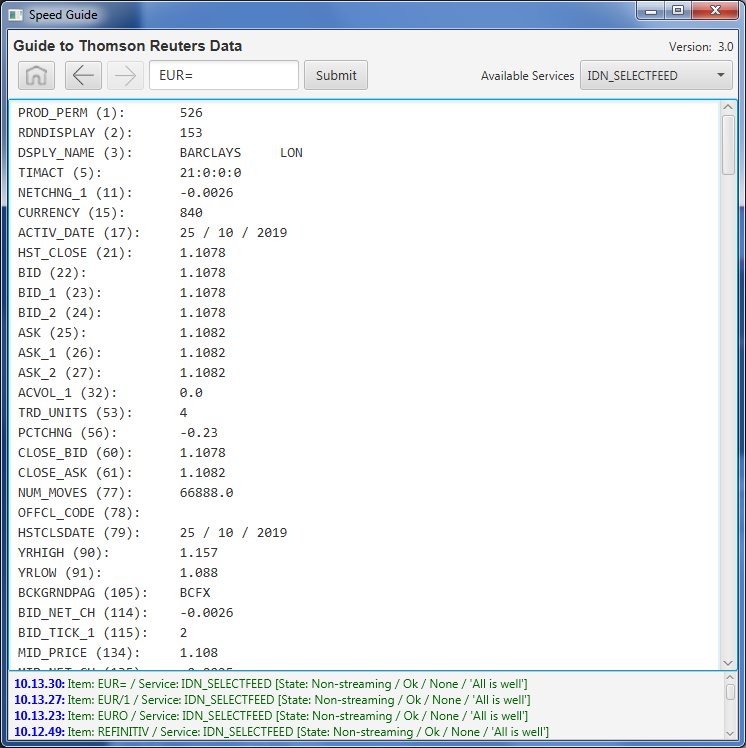 Speed Guide
Guide to Thomson Reuters Data
Version: 3.0
EUR= Submit Available Services IDN_SELECTFEED
PROD_PERM (1): 526
RDNDISPLAY (2): 153
DSPLY_NAME (3): BARCLAYS LON
TIMACT (5): 21:0:0:0
NETCHNG_1 (11): -0.0026
CURRENCY (15): 840
ACTIV_DATE (17): 25 / 10 / 2019
HST_CLOSE (21): 1.1078
BID (22): 1.1078
BID_1 (23): 1.1078
BID_2 (24): 1.1078
ASK (25): 1.1082
ASK_1 (26): 1.1082
ASK_2 (27): 1.1082
ACVOL_1 (32): 0.0
TRD_UNITS (53): 4
PCTCHNG (56): -0.23
CLOSE_BID (60): 1.1078
CLOSE_ASK (61): 1.1082
NUM_MOVES (77): 66888.0
OFFCL_CODE (78):
HSTCLSDATE (79): 25 / 10 / 2019
YRHIGH (90): 1.157
YRLOW (91): 1.088
BCKGRNDPAG (105): BCFX
BID_NET_CH (114): -0.0026
BID_TICK_1 (115): 2
MID_PRICE (134): 1.108
10.13.30: Item: EUR= / Service: IDN_SELECTFEED [State: Non-streaming / Ok / None / 'All is well']
10.13.27: Item: EUR/1 / Service: IDN_SELECTFEED [State: Non-streaming / Ok / None / 'All is well']
10.13.23: Item: EURO / Service: IDN_SELECTFEED [State: Non-streaming / Ok / None / 'All is well']
10.12.49: Item: REFINITIV / Service: IDN_SELECTFEED [State: Non-streaming / Ok / None / 'All is well']